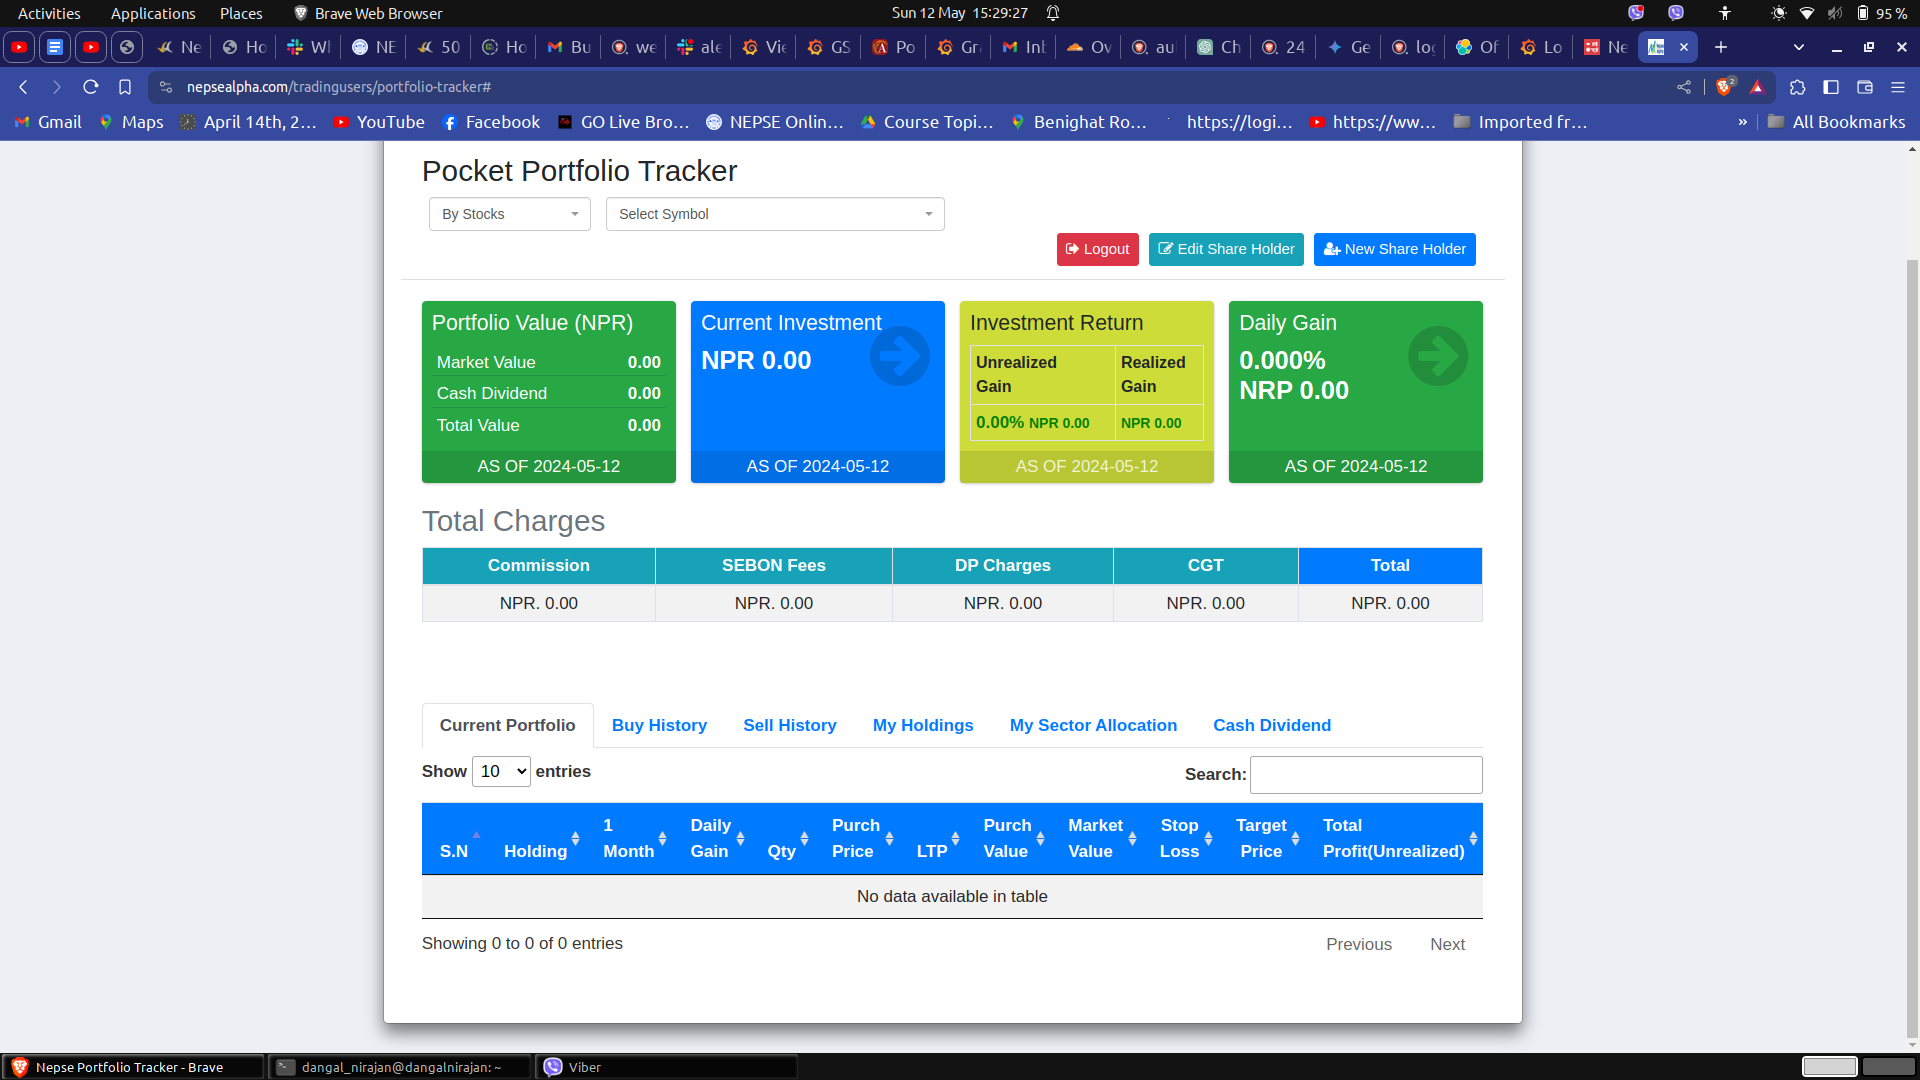 Activities Applications Places Brave Web Browser Sun 12 May 15:29:27 95 %
Ne Ho Wh NE 50 Ho Bu we ale Vie GS Po Gra Int Ov au Ch 24 Ge log Of Lo Ne
nepsealpha.com/tradingusers/portfolio-tracker# 2
Gmail Maps April 14th, 2... YouTube Facebook GO Live Bro... NEPSE Onlin... Course Topi... Benighat Ro... https://logi... https://ww... Imported fr... » All Bookmarks
Pocket Portfolio Tracker
By Stocks Select Symbol
Logout Edit Share Holder New Share Holder
Portfolio Value (NPR)
Market Value 0.00
Cash Dividend 0.00
Total Value 0.00
AS OF 2024-05-12
Current Investment
NPR 0.00
AS OF 2024-05-12
Investment Return
Unrealized Gain Realized Gain
0.00% NPR 0.00 NPR 0.00
AS OF 2024-05-12
Daily Gain
0.000%
NRP 0.00
AS OF 2024-05-12
Total Charges
Commission SEBON Fees DP Charges CGT Total
NPR. 0.00 NPR. 0.00 NPR. 0.00 NPR. 0.00 NPR. 0.00
Current Portfolio Buy History Sell History My Holdings My Sector Allocation Cash Dividend
Show 10 entries Search:
S.N Holding 1 Month Daily Gain Qty Purch Price LTP Purch Value Market Value Stop Loss Target Price Total Profit(Unrealized)
No data available in table
Showing 0 to 0 of 0 entries Previous Next
Nepse Portfolio Tracker - Brave dangal_nirajan@dangalnirajan: ~ Viber